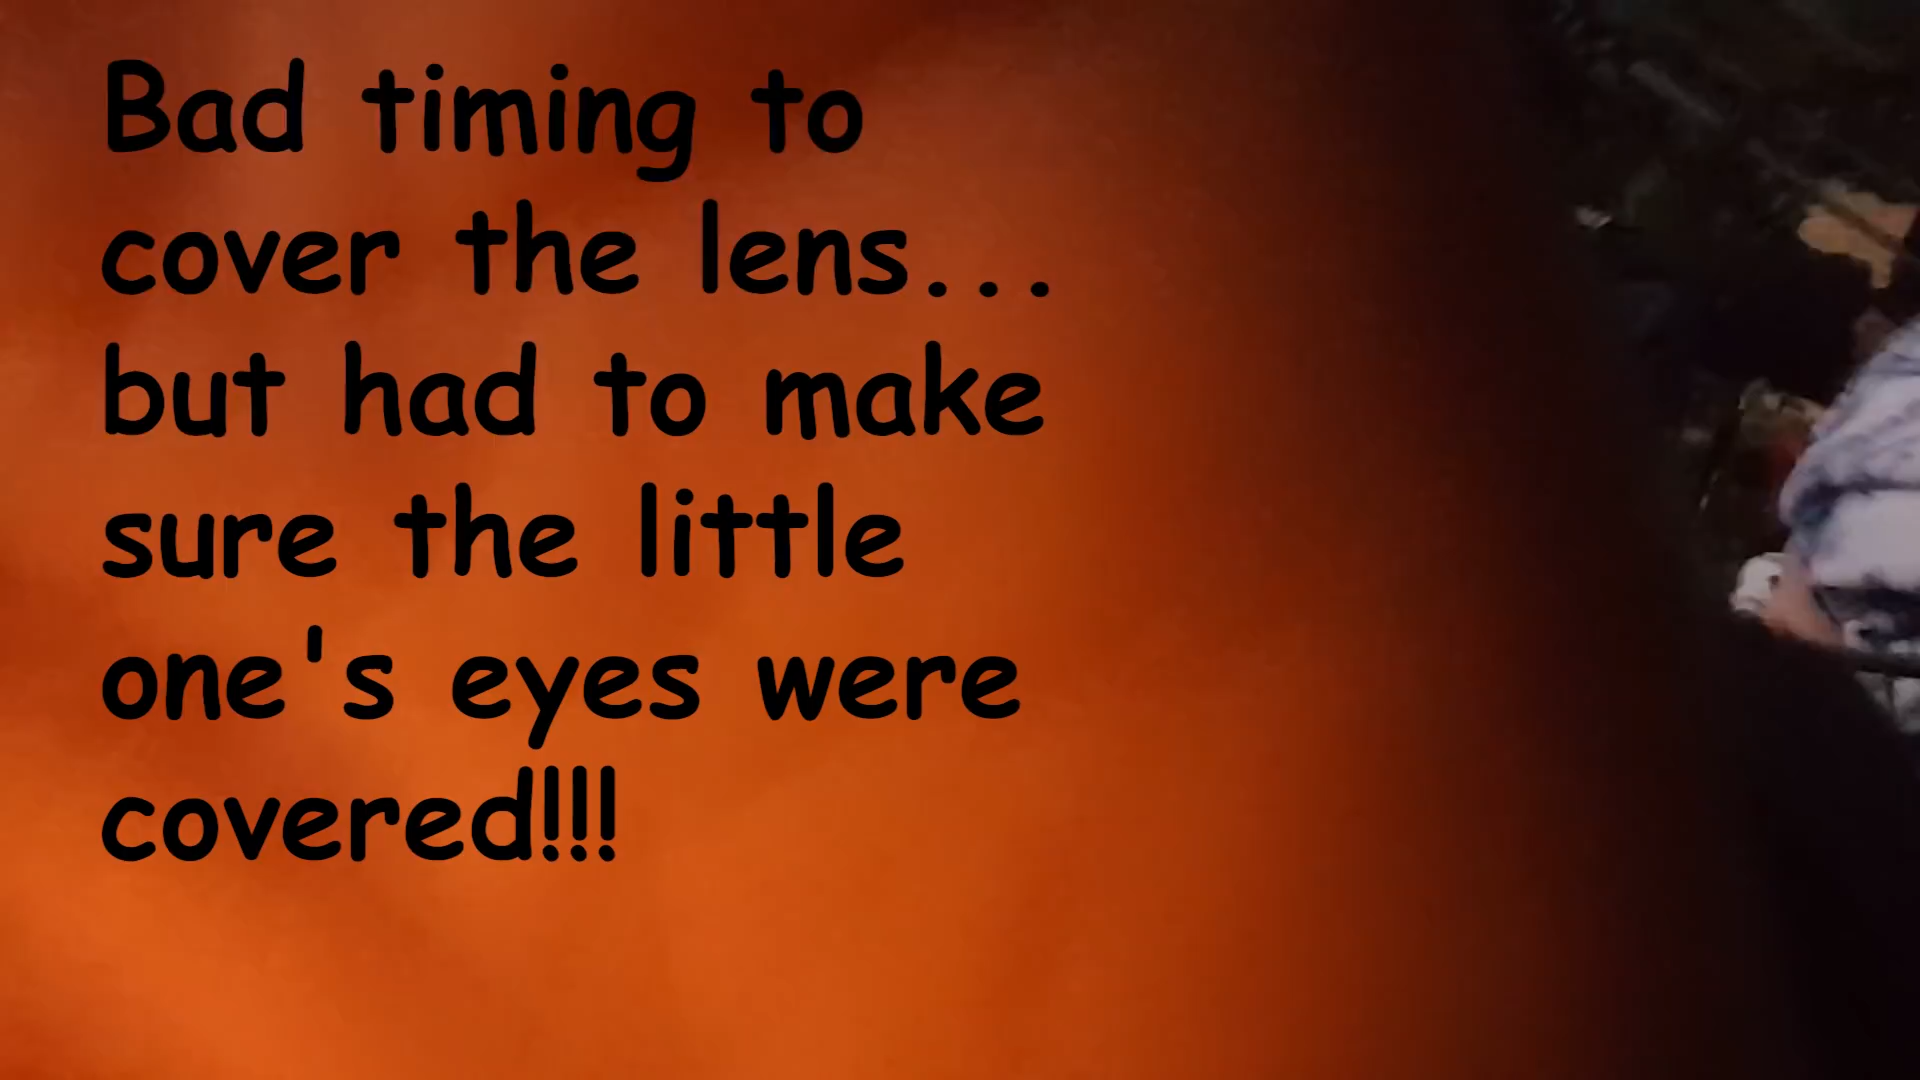 Bad timing to
cover the lens...
but had to make
sure the little
one's eyes were
covered!!!